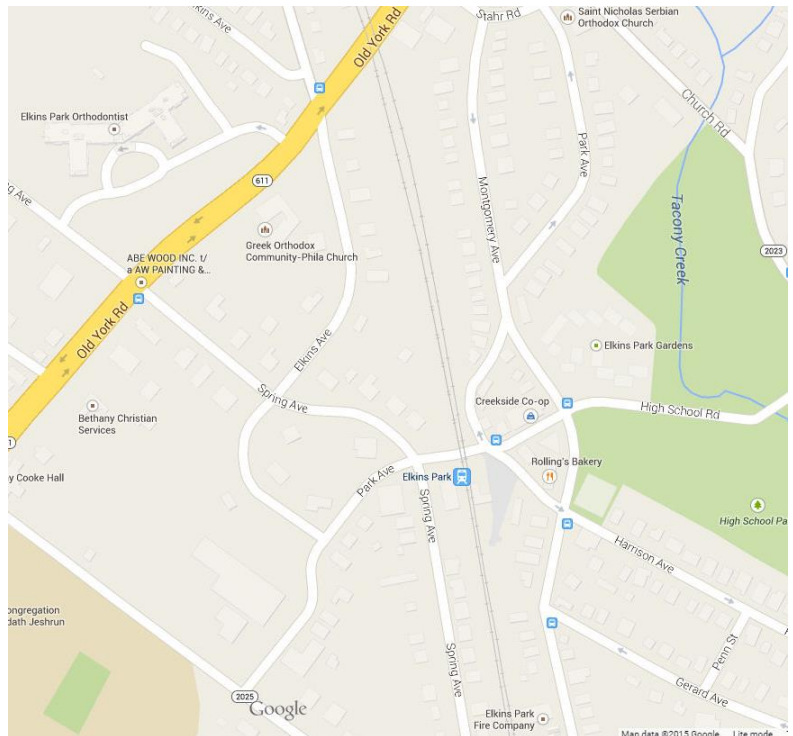 Saint Nicholas Serbian
Orthodox Church
Stahr Rd
Elkins Ave
Old York Rd
Church Rd
Elkins Park Orthodontist
Park Ave
611
Spring Ave
Montgomery Ave
Tacony Creek
Greek Orthodox
Community-Phila Church
2023
ABE WOOD INC. t/
a AW PAINTING &...
Old York Rd
Elkins Ave
Elkins Park Gardens
Spring Ave
Creekside Co-op
High School Rd
Bethany Christian
Services
1
y Cooke Hall
Park Ave
Elkins Park
Rolling's Bakery
Spring Ave
High School Pa
Harrison Ave
ongregation
dath Jeshrun
Spring Ave
Penn St
Gerard Ave
2025
Google
Elkins Park
Fire Company
Map data ©2015 Google Lite mode